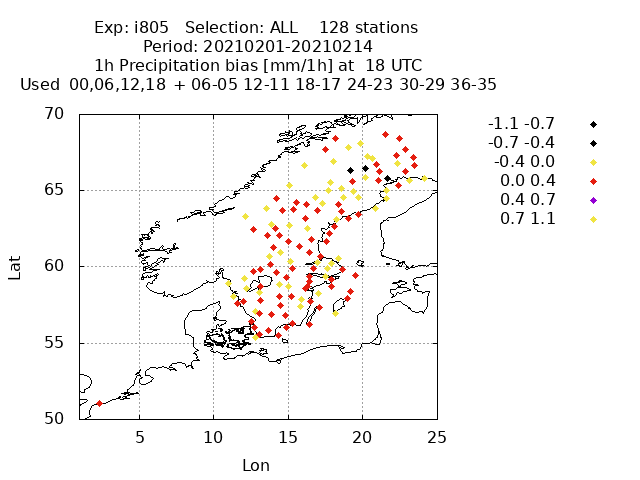 Exp: i805 Selection: ALL 128 stations
Period: 20210201-20210214
1h Precipitation bias [mm/1h] at 18 UTC
Used 00,06,12,18 + 06-05 12-11 18-17 24-23 30-29 36-35
-1.1 -0.7
-0.7 -0.4
-0.4 0.0
0.0 0.4
0.4 0.7
0.7 1.1
70
65
60
55
50
Lat
5 10 15 20 25
Lon